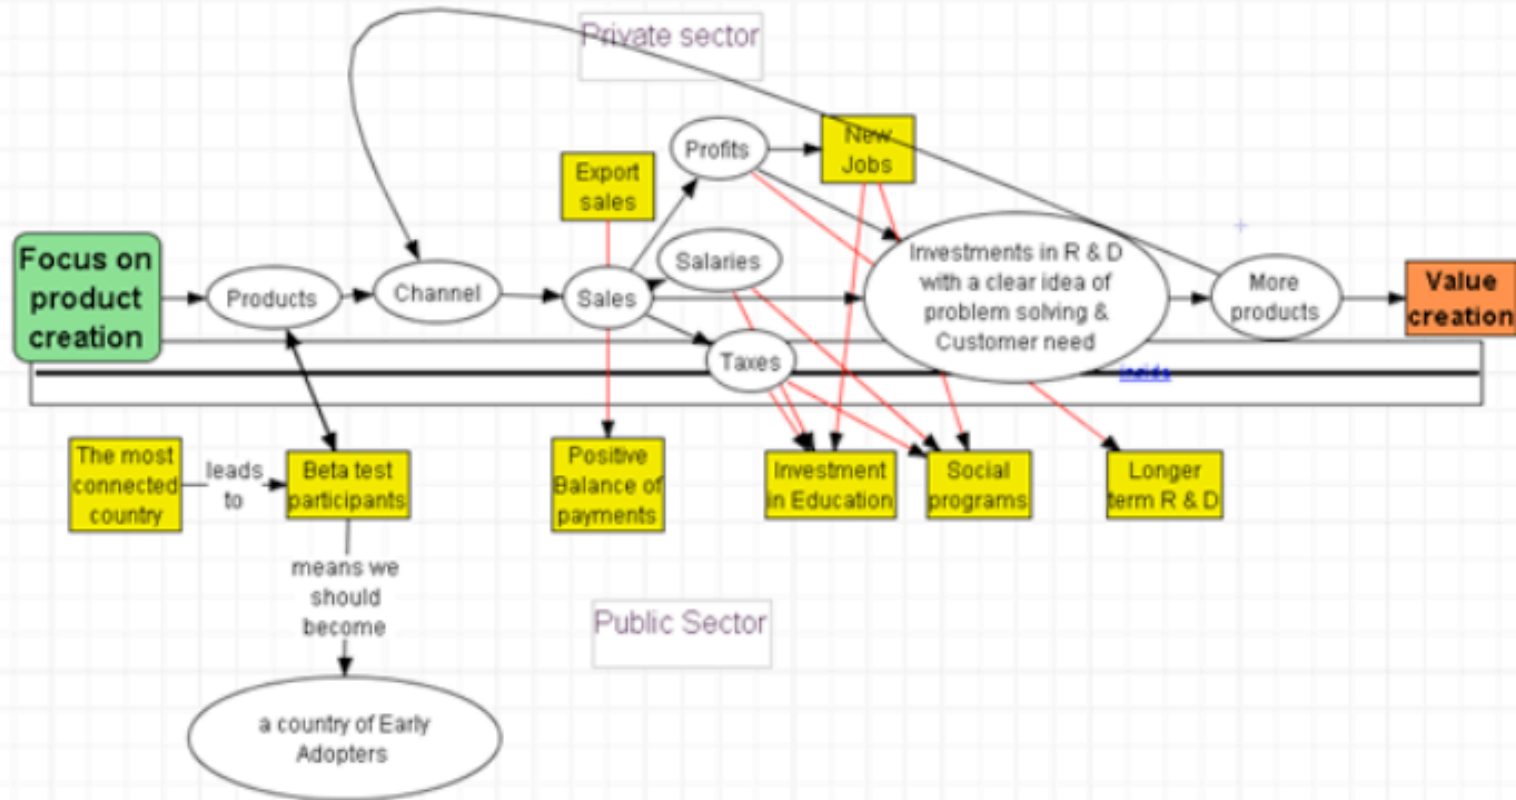 Private sector
New
Jobs
Profits
Export
sales
Focus on
product
creation
Products
Channel
Sales
Salaries
Taxes
Investments in R & D
with a clear idea of
problem solving &
Customer need
More
products
Value
creation
inside
The most
connected
country
leads
to
Beta test
participants
Positive
Balance of
payments
Investment
in Education
Social
programs
Longer
term R & D
means we
should
become
Public Sector
a country of Early
Adopters